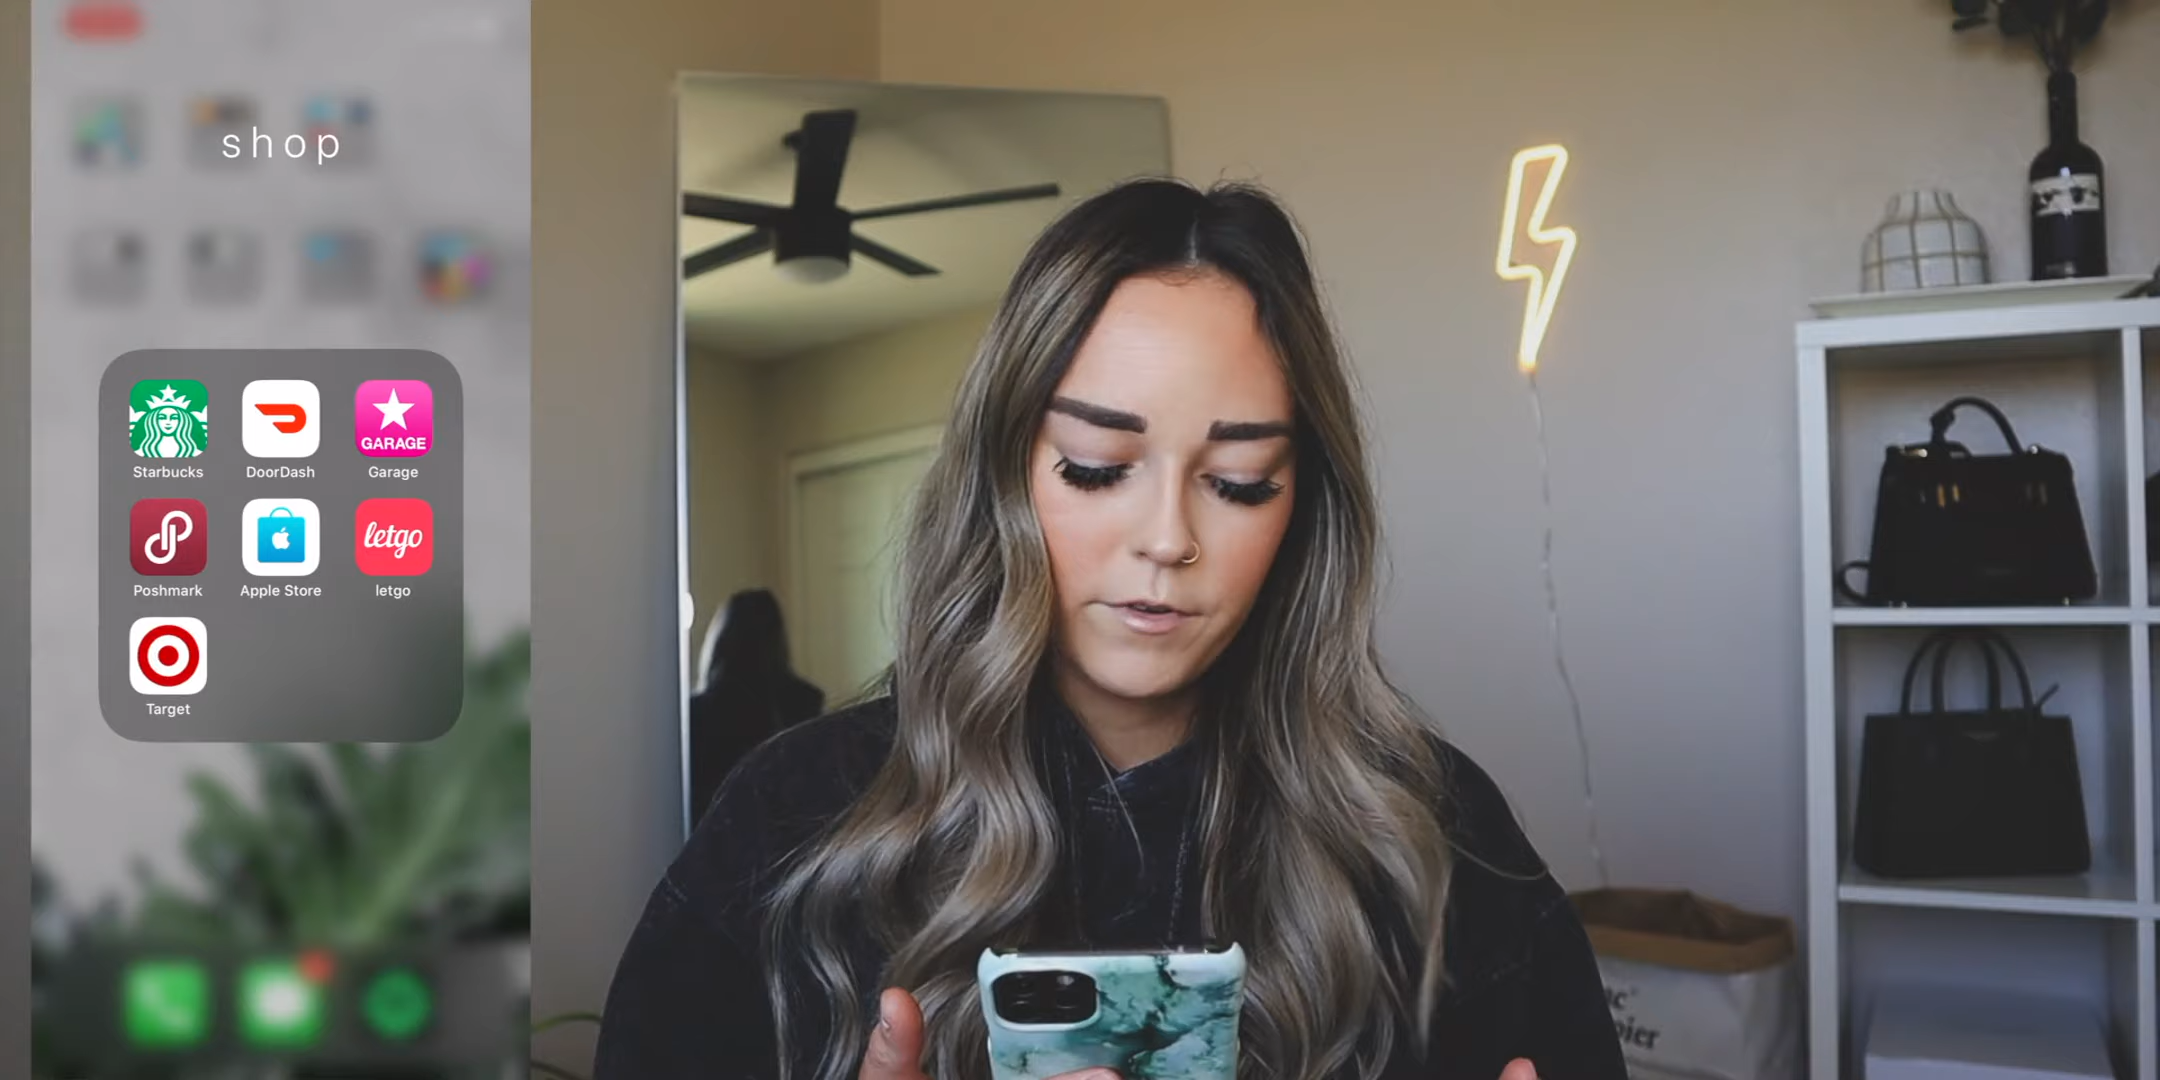 shop
GARAGE
Starbucks
DoorDash
Garage
letgo
Poshmark
Apple Store
letgo
Target